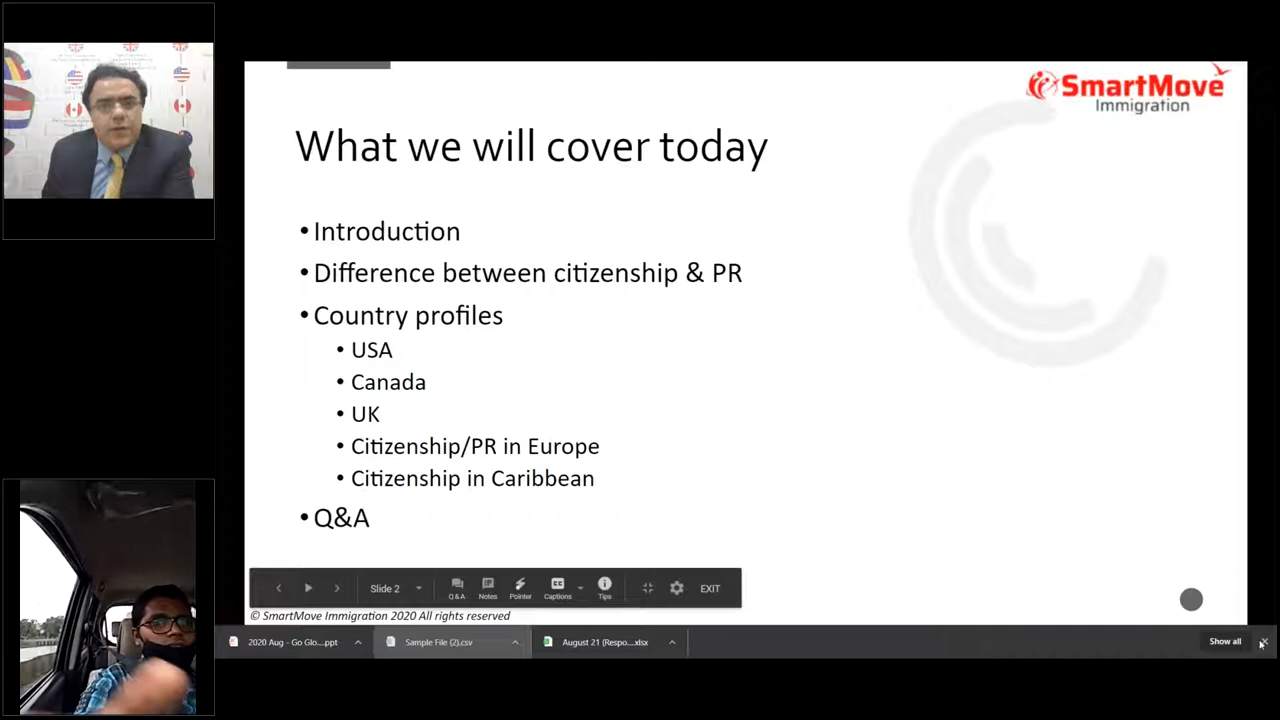 SmartMove
Immigration
What we will cover today
• Introduction
• Difference between citizenship & PR
• Country profiles
• USA
• Canada
• UK
• Citizenship/PR in Europe
• Citizenship in Caribbean
• Q&A
Slide 2
Q & A
Notes
Pointer
Captions
Tips
EXIT
© SmartMove Immigration 2020 All rights reserved
2020 Aug - Go Glo....ppt
Sample File (2).csv
August 21 (Respo....xlsx
Show all